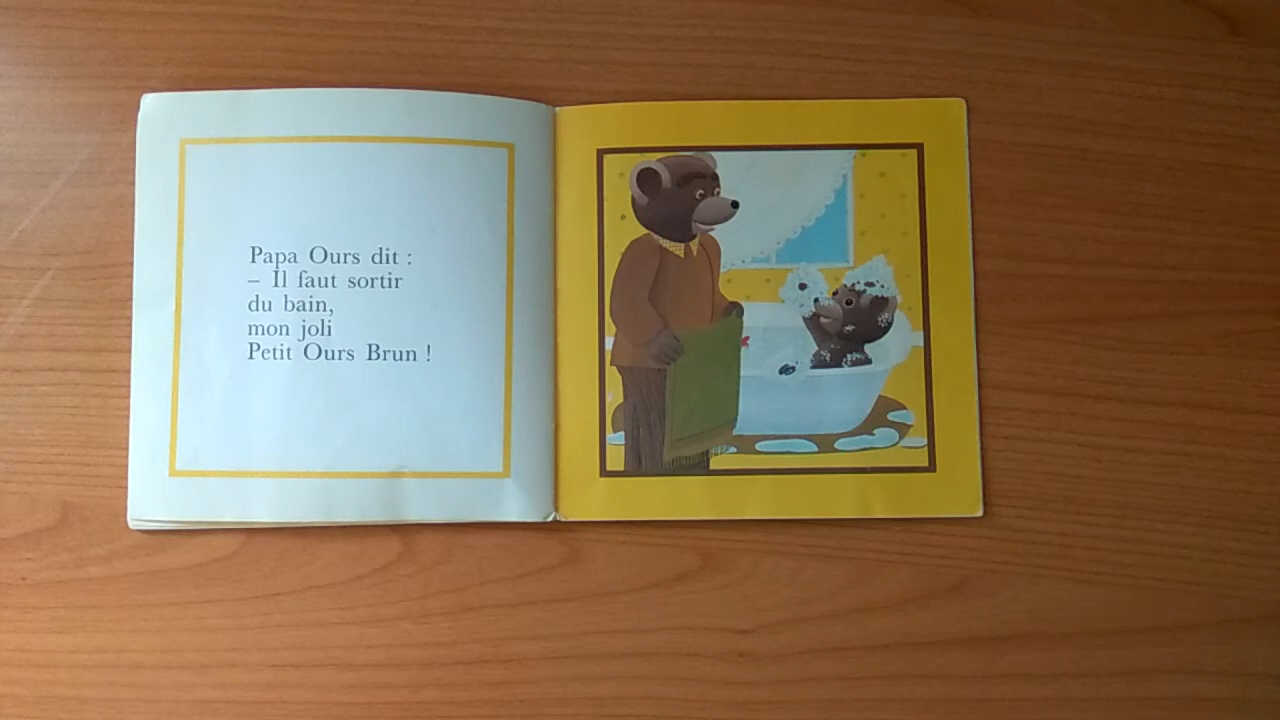 Papa Ours dit :
– Il faut sortir
du bain,
mon joli
Petit Ours Brun !